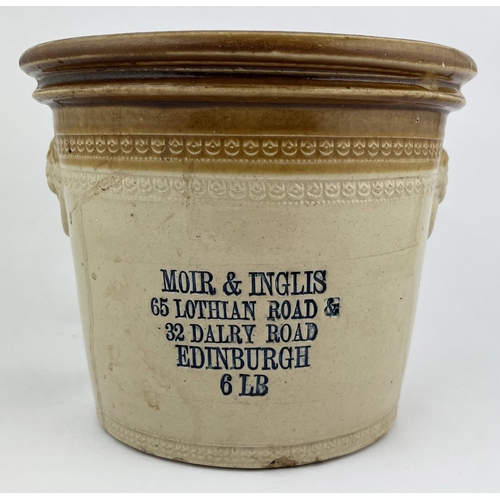 MOIR & INGLIS
65 LOTHIAN ROAD &
32 DALRY ROAD
EDINBURGH
6 LB